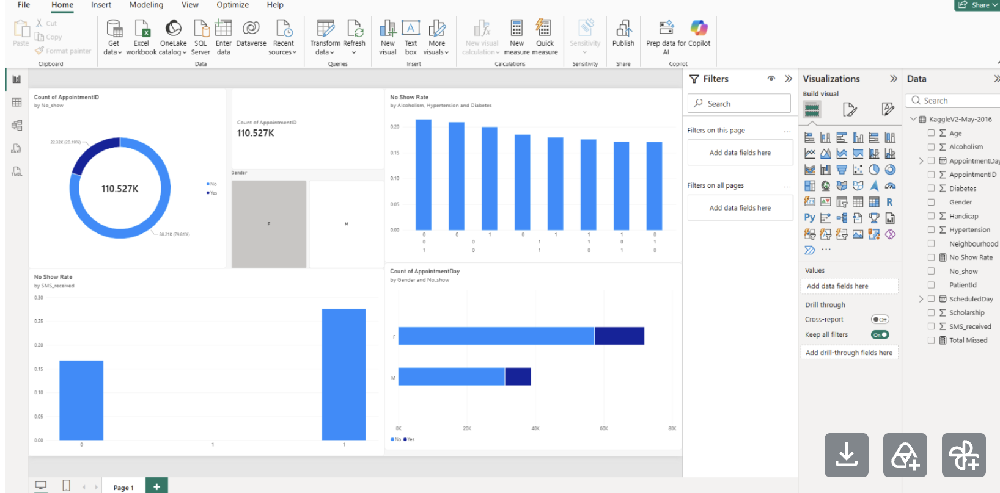 File Home Insert Modeling View Optimize Help
Share
Paste
Cut
Copy
Format painter
Clipboard
Get data
Excel workbook
OneLake catalog
SQL Server
Enter data
Dataverse
Recent sources
Data
Transform data
Refresh
Queries
New visual
Text box
More visuals
Insert
New visual calculation
New measure
Quick measure
Calculations
Sensitivity
Sensitivity
Publish
Share
Prep data for AI
Copilot
Copilot
DAX
TMDL
Count of AppointmentID
by No_show
22.32K (20.19%)
110.527K
88.21K (79.81%)
No
Yes
Count of AppointmentID
110.527K
Gender
F
M
No Show Rate
by Alcoholism, Hypertension and Diabetes
0.20
0.15
0.10
0.05
0.00
0 0 1 0 1 1 1 0
0 0 1 1 0 1
1 0 1 0 1 0
No Show Rate
by SMS_received
0.30
0.25
0.20
0.15
0.10
0.05
0.00
0 1 1
Count of AppointmentDay
by Gender and No_show
F
M
0K 20K 40K 60K 80K
No Yes
Page 1
Filters
Search
Filters on this page
...
Add data fields here
Filters on all pages
...
Add data fields here
Visualizations
Build visual
R
Py
...
Values
Add data fields here
Drill through
Cross-report
Off
Keep all filters
On
Add drill-through fields here
Data
Search
KaggleV2-May-2016
Age
Alcoholism
AppointmentDay
AppointmentID
Diabetes
Gender
Handicap
Hypertension
Neighbourhood
No Show Rate
No_show
PatientId
ScheduledDay
Scholarship
SMS_received
Total Missed